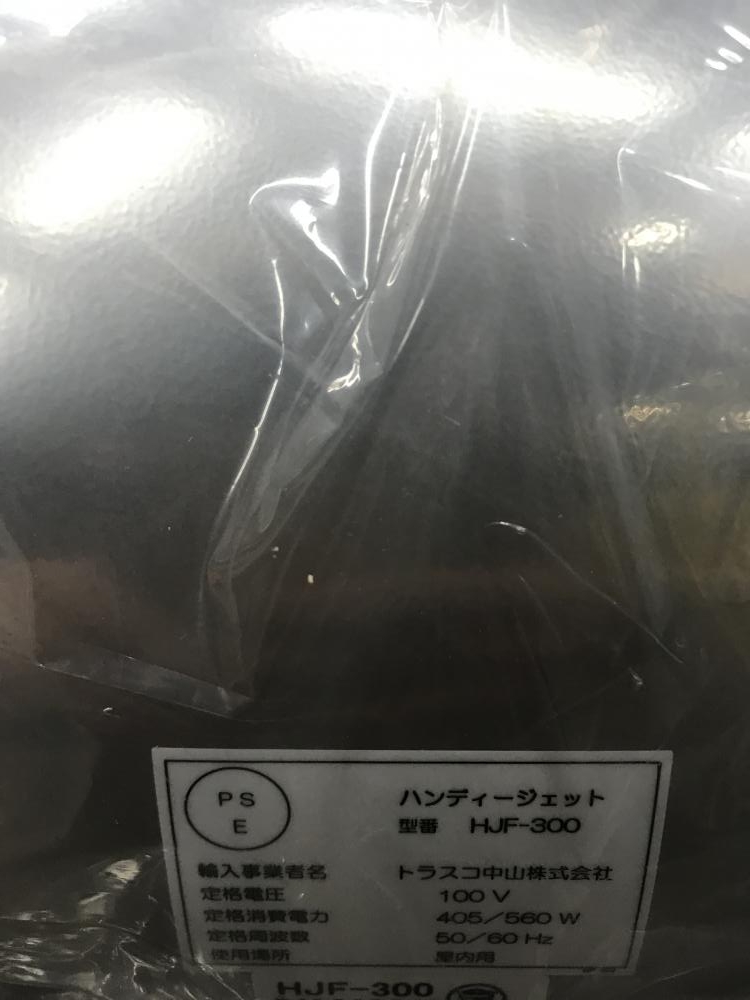 PS
E
ハンディージェット
型番 HJF-300
輸入事業者名 トラスコ中山株式会社
定格電圧 100 V
定格消費電力 405/560 W
定格周波数 50/60 Hz
使用場所 屋内用
HJF-300